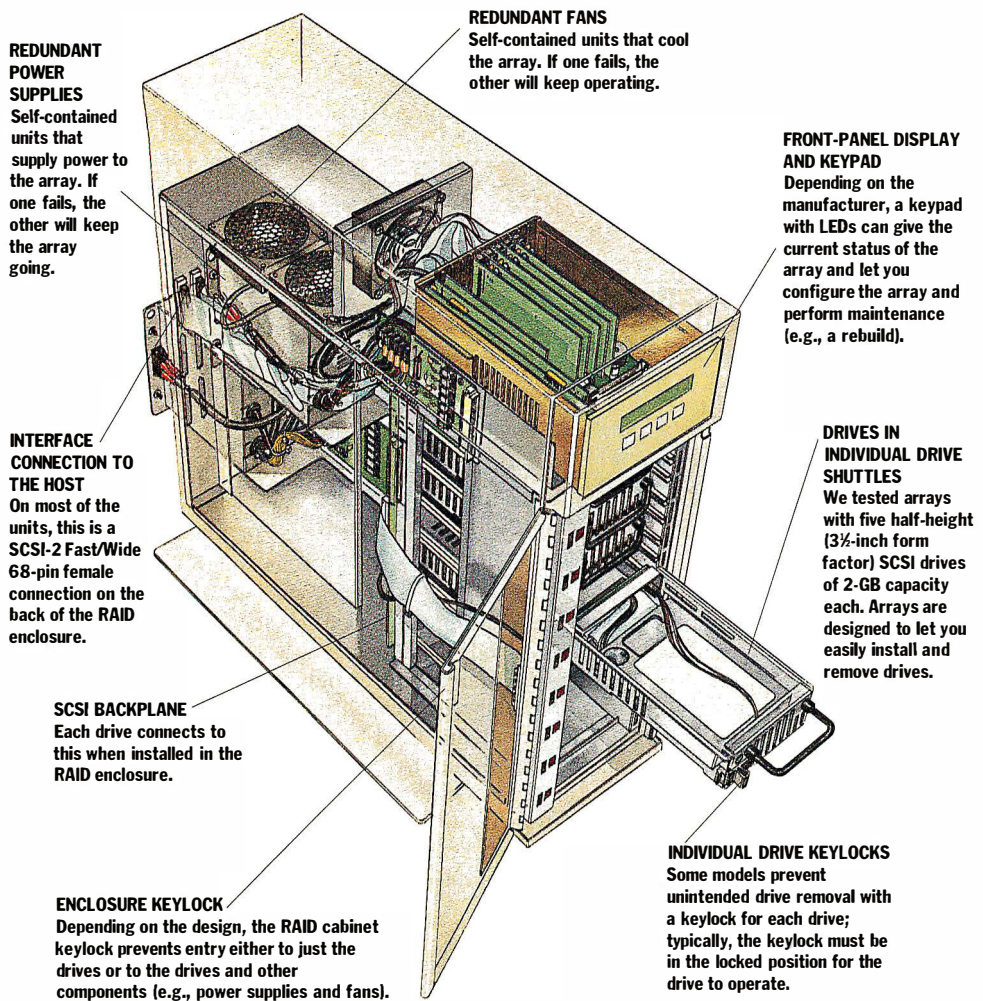 REDUNDANT
POWER
SUPPLIES
Self-contained
units that
supply power to
the array. If
one fails, the
other will keep
the array
going.
REDUNDANT FANS
Self-contained units that cool
the array. If one fails, the
other will keep operating.
FRONT-PANEL DISPLAY
AND KEYPAD
Depending on the
manufacturer, a keypad
with LEDs can give the
current status of the
array and let you
configure the array and
perform maintenance
(e.g., a rebuild).
INTERFACE
CONNECTION TO
THE HOST
On most of the
units, this is a
SCSI-2 Fast/Wide
68-pin female
connection on the
back of the RAID
enclosure.
DRIVES IN
INDIVIDUAL DRIVE
SHUTTLES
We tested arrays
with five half-height
(3½-inch form
factor) SCSI drives
of 2-GB capacity
each. Arrays are
designed to let you
easily install and
remove drives.
SCSI BACKPLANE
Each drive connects to
this when installed in the
RAID enclosure.
ENCLOSURE KEYLOCK
Depending on the design, the RAID cabinet
keylock prevents entry either to just the
drives or to the drives and other
components (e.g., power supplies and fans).
INDIVIDUAL DRIVE KEYLOCKS
Some models prevent
unintended drive removal with
a keylock for each drive;
typically, the keylock must be
in the locked position for the
drive to operate.